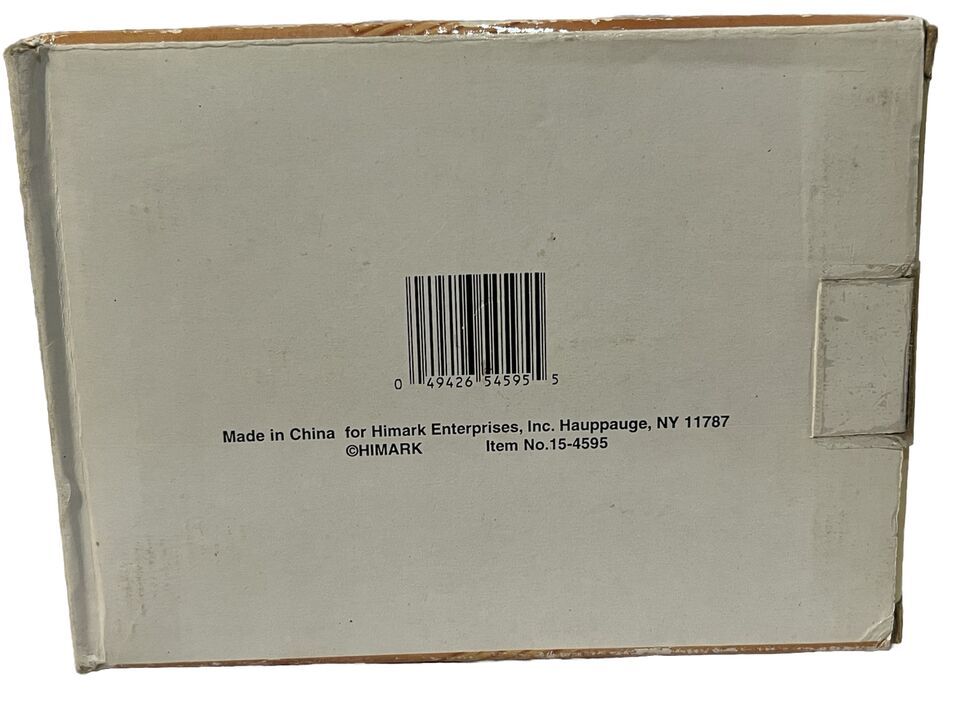 0 49426 54595 5
Made in China for Himark Enterprises, Inc. Hauppauge, NY 11787
©HIMARK Item No.15-4595